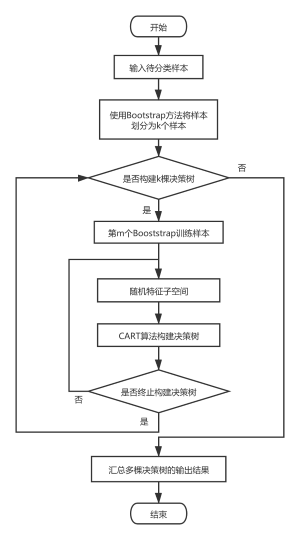 开始
输入待分类样本
使用Bootstrap方法将样本
划分为k个样本
是否构建k棵决策树
否
是
第m个Booststrap训练样本
随机特征子空间
CART算法构建决策树
是否终止构建决策树
否
是
汇总多棵决策树的输出结果
结束